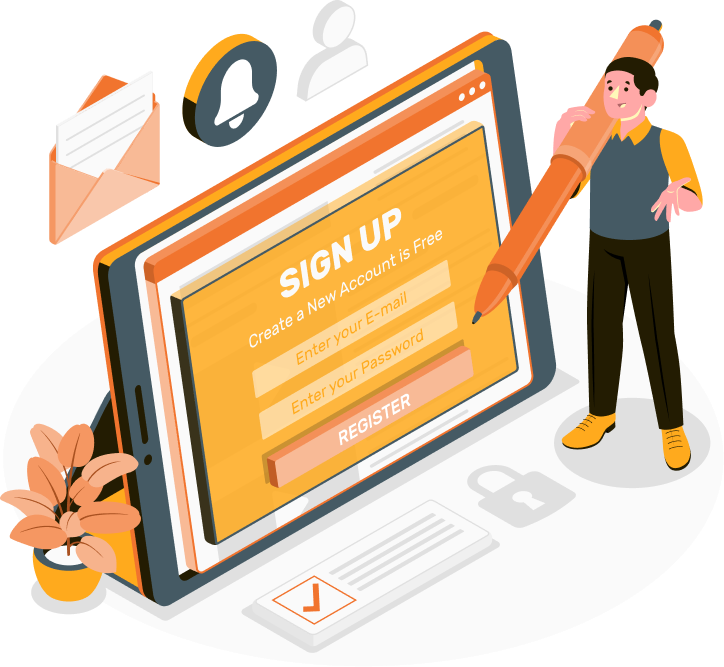 SIGN UP
Create a New Account is Free
Enter your E-mail
Enter your Password
REGISTER